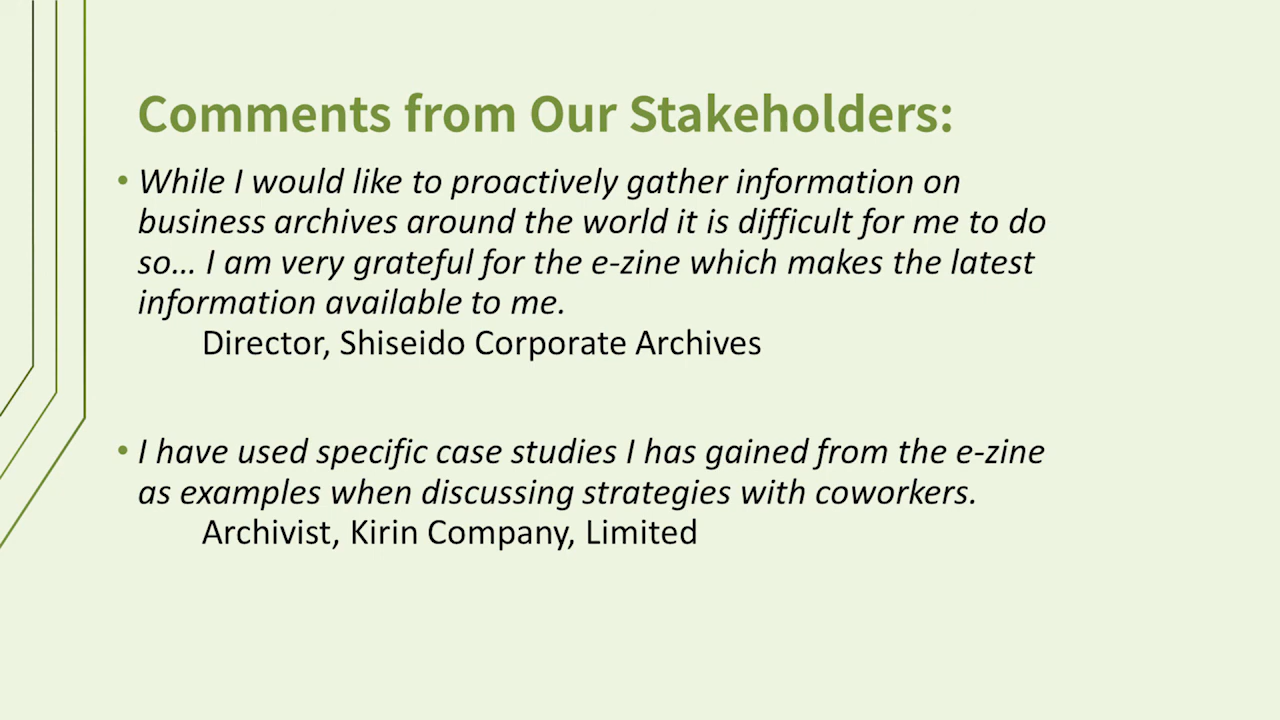 Comments from Our Stakeholders:
• While I would like to proactively gather information on
business archives around the world it is difficult for me to do
so… I am very grateful for the e-zine which makes the latest
information available to me.
Director, Shiseido Corporate Archives
• I have used specific case studies I has gained from the e-zine
as examples when discussing strategies with coworkers.
Archivist, Kirin Company, Limited